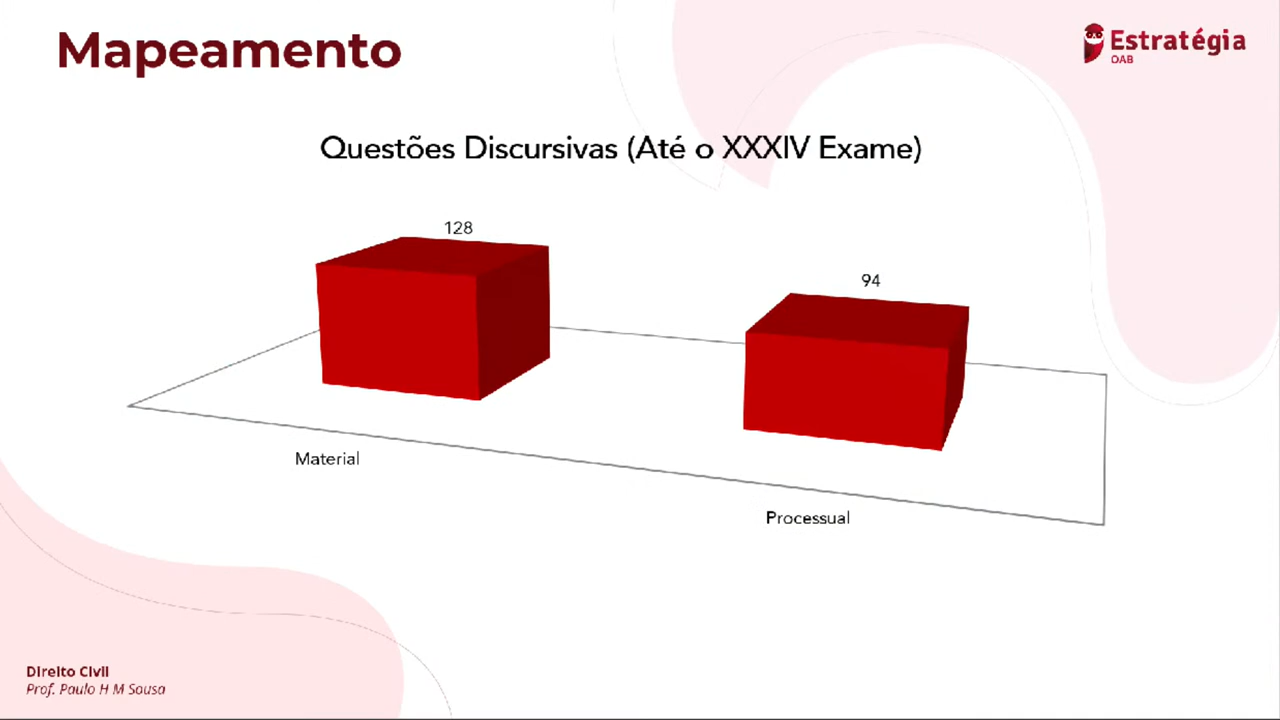 Mapeamento
Estratégia
OAB
Questões Discursivas (Até o XXXIV Exame)
128
94
Material
Processual
Direito Civil
Prof. Paulo H M Sousa